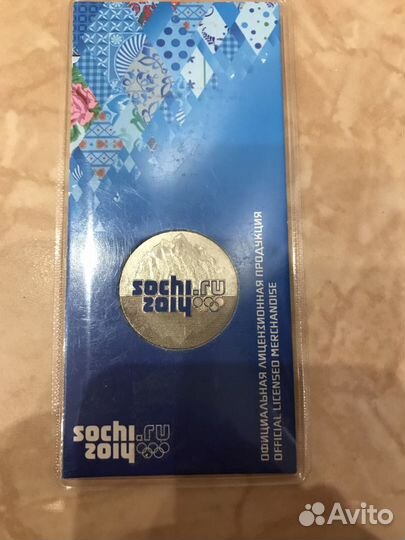 sochi.ru
2014
ОФИЦИАЛЬНАЯ ЛИЦЕНЗИОННАЯ ПРОДУКЦИЯ
OFFICIAL LICENSED MERCHANDISE
sochi.ru
2014
Avito